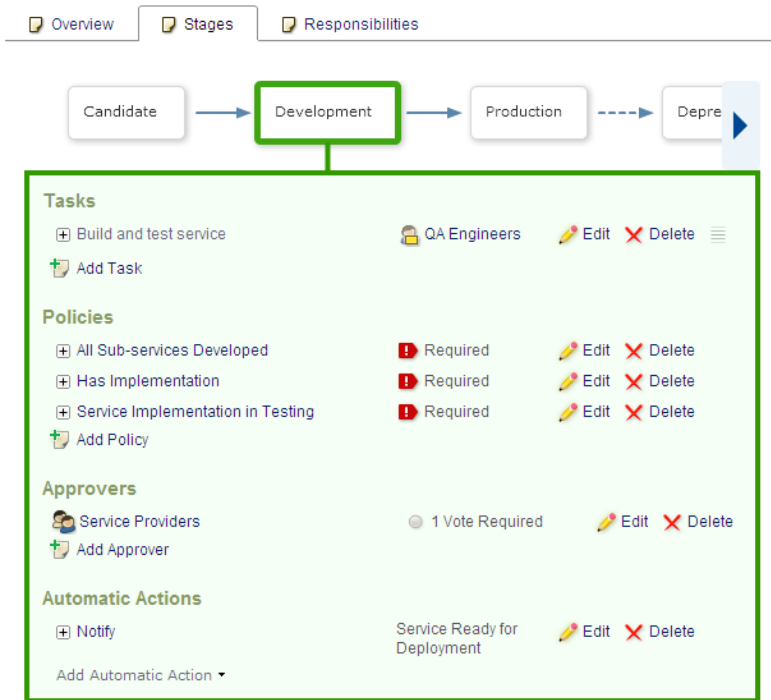 Overview Stages Responsibilities
Candidate Development Production Depre
Tasks
Build and test service QA Engineers Edit Delete
Add Task
Policies
All Sub-services Developed Required Edit Delete
Has Implementation Required Edit Delete
Service Implementation in Testing Required Edit Delete
Add Policy
Approvers
Service Providers 1 Vote Required Edit Delete
Add Approver
Automatic Actions
Notify Service Ready for Edit Delete
Deployment
Add Automatic Action